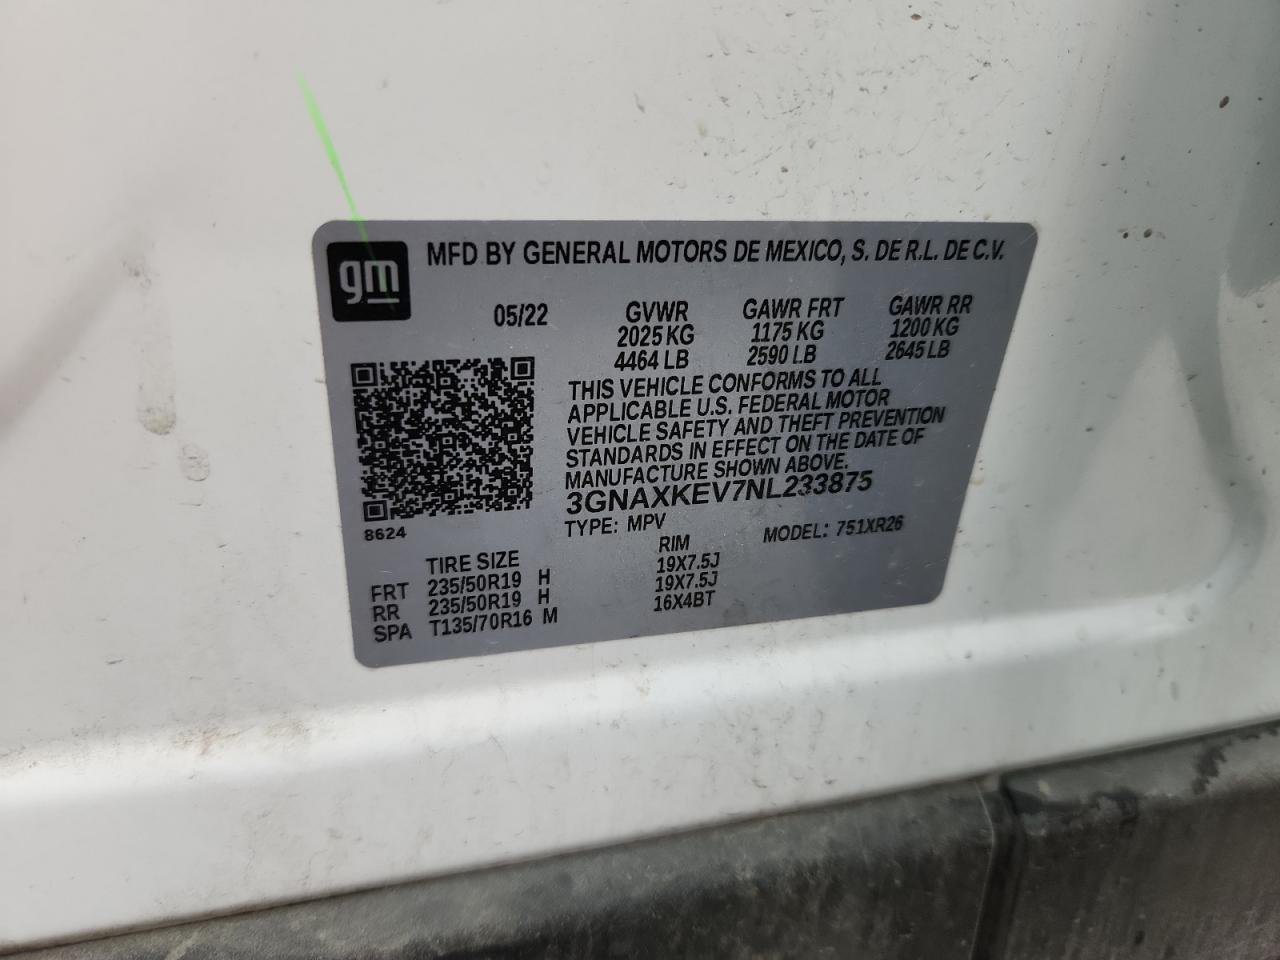 gm
MFD BY GENERAL MOTORS DE MEXICO, S. DE R.L. DE C.V.
05/22 GVWR GAWR FRT GAWR RR
2025 KG 1175 KG 1200 KG
4464 LB 2590 LB 2645 LB
THIS VEHICLE CONFORMS TO ALL
APPLICABLE U.S. FEDERAL MOTOR
VEHICLE SAFETY AND THEFT PREVENTION
STANDARDS IN EFFECT ON THE DATE OF
MANUFACTURE SHOWN ABOVE.
3GNAXKEV7NL233875
8624
TYPE: MPV MODEL: 751XR26
TIRE SIZE RIM
FRT 235/50R19 H 19X7.5J
RR 235/50R19 H 19X7.5J
SPA T135/70R16 M 16X4BT